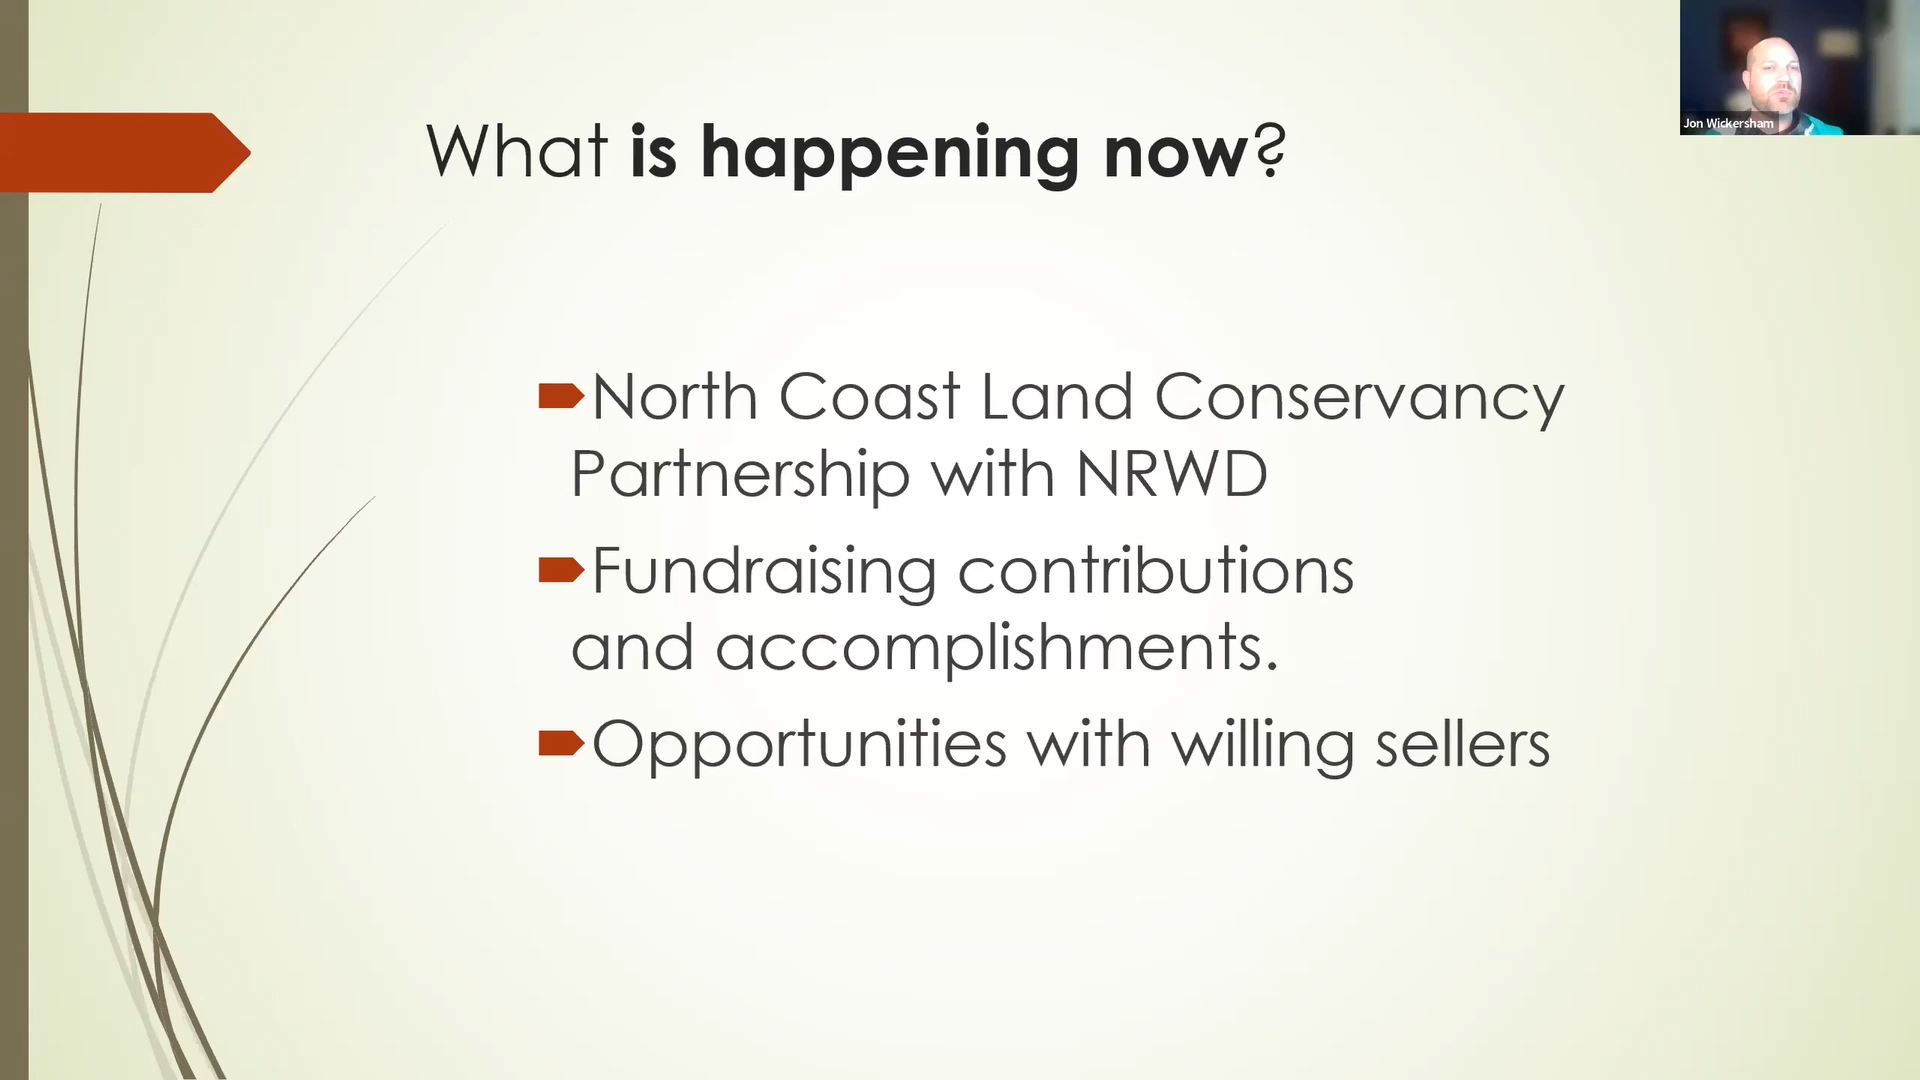 What is happening now?
Jon Wickersham
North Coast Land Conservancy
Partnership with NRWD
Fundraising contributions
and accomplishments.
Opportunities with willing sellers